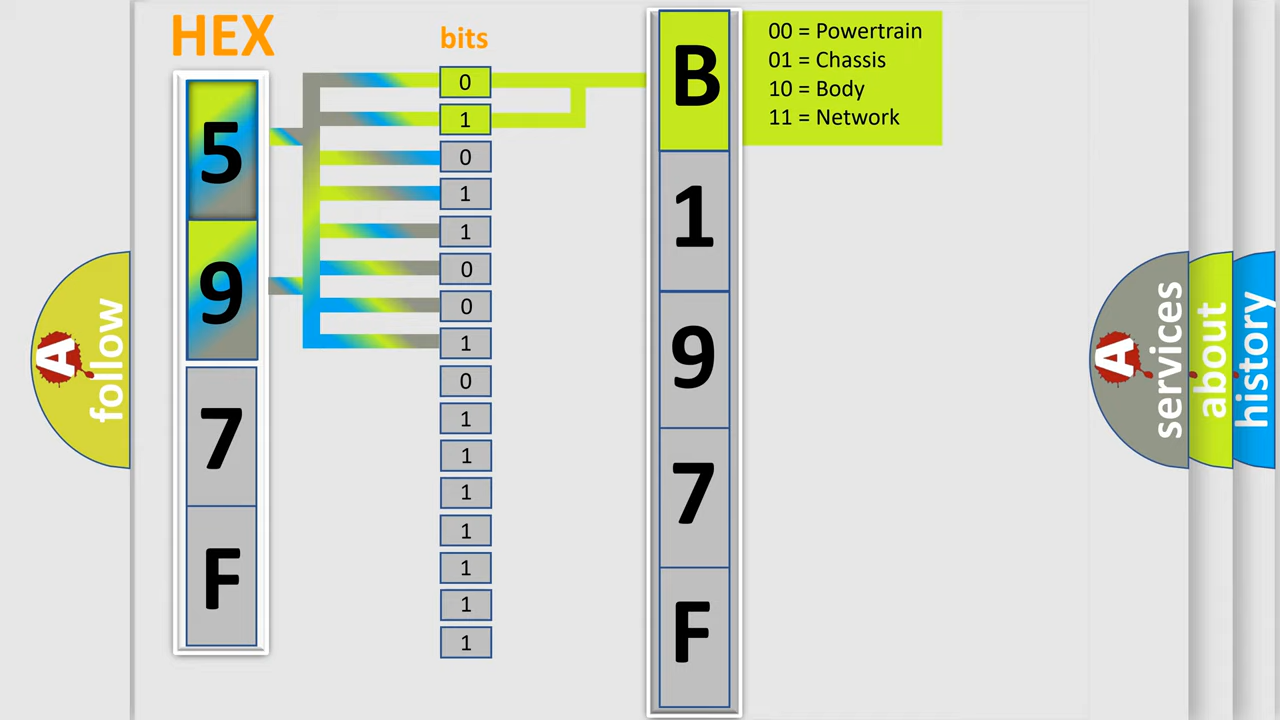 HEX
bits
5
9
7
F
0
1
0
1
1
0
0
1
0
1
1
1
1
1
1
1
B
1
9
7
F
00 = Powertrain
01 = Chassis
10 = Body
11 = Network
A
follow
A
services
about
history